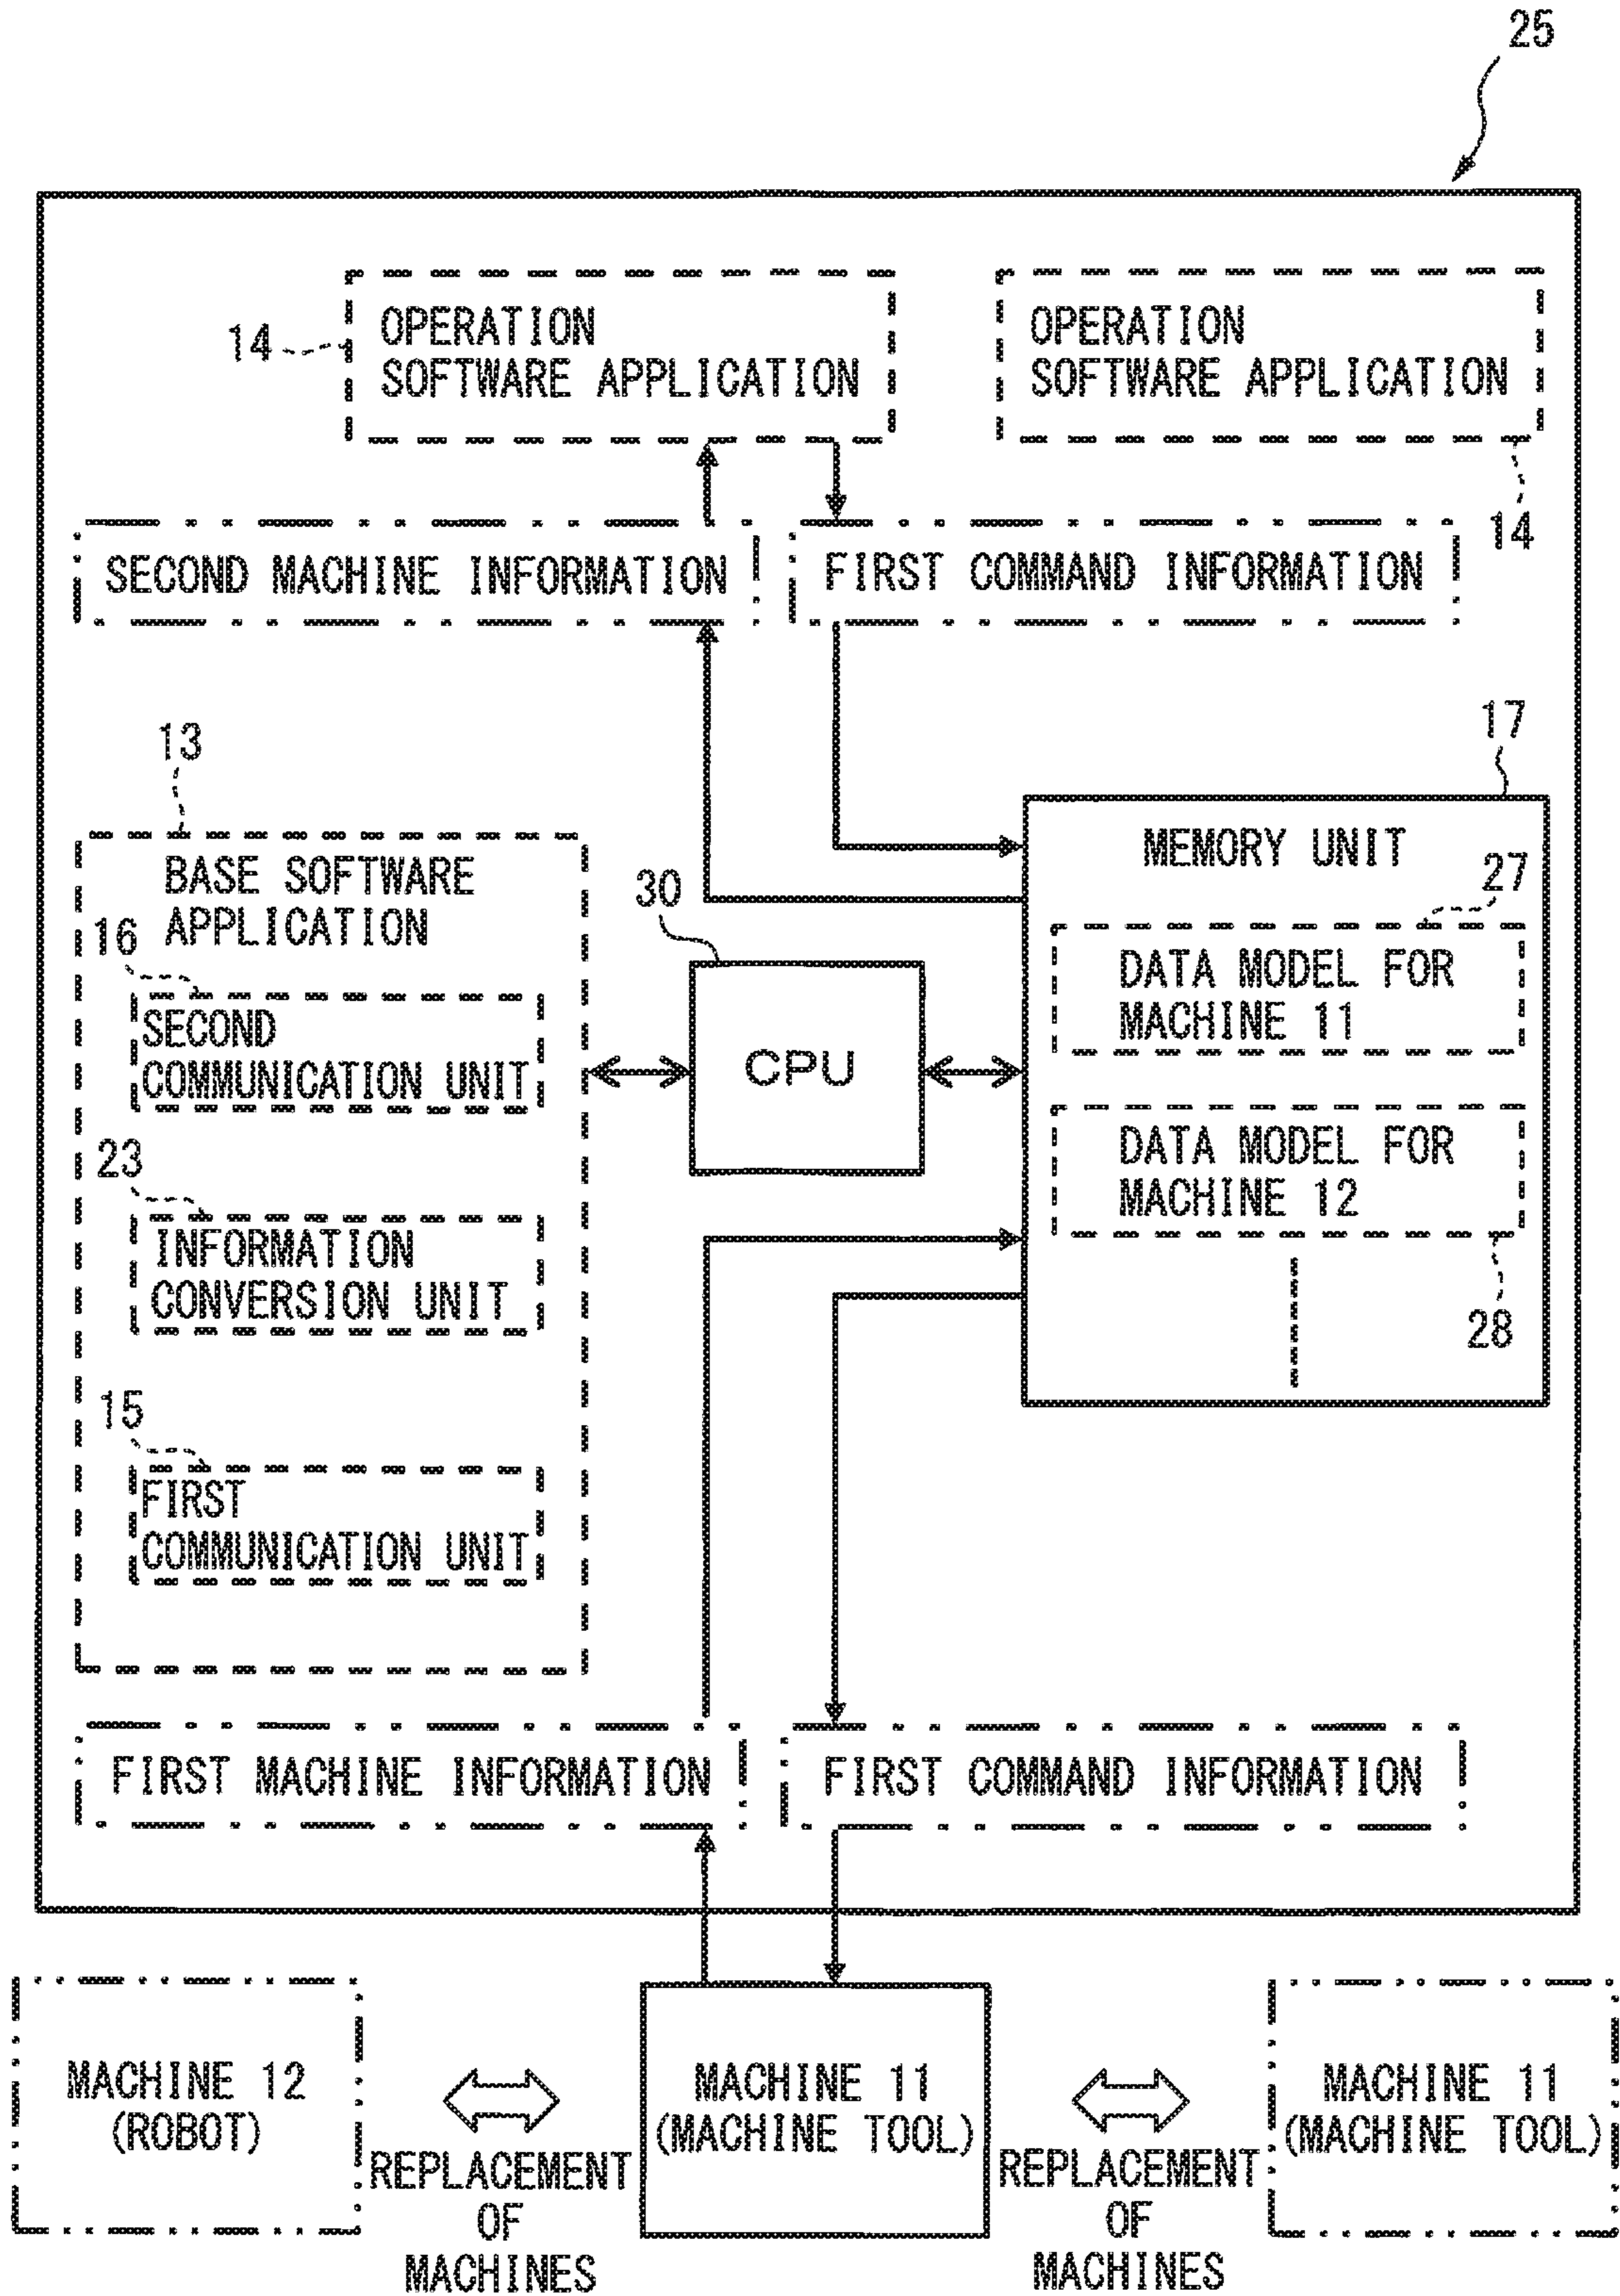 25
14
OPERATION
SOFTWARE APPLICATION
OPERATION
SOFTWARE APPLICATION
14
SECOND MACHINE INFORMATION
FIRST COMMAND INFORMATION
13
BASE SOFTWARE
APPLICATION
16
SECOND
COMMUNICATION UNIT
23
INFORMATION
CONVERSION UNIT
15
FIRST
COMMUNICATION UNIT
30
CPU
17
MEMORY UNIT
27
DATA MODEL FOR
MACHINE 11
DATA MODEL FOR
MACHINE 12
28
FIRST MACHINE INFORMATION
FIRST COMMAND INFORMATION
MACHINE 12
(ROBOT)
REPLACEMENT
OF
MACHINES
MACHINE 11
(MACHINE TOOL)
REPLACEMENT
OF
MACHINES
MACHINE 11
(MACHINE TOOL)